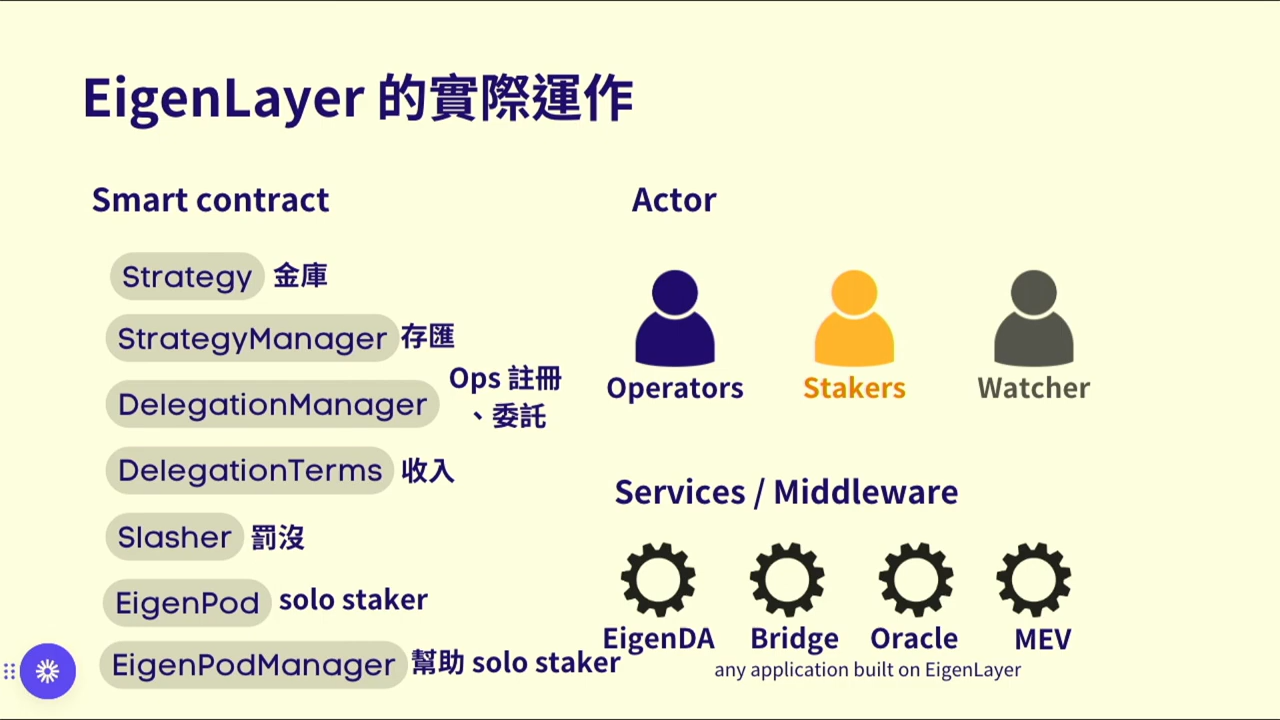 EigenLayer 的實際運作
Smart contract
Strategy 金庫
StrategyManager 存匯
DelegationManager Ops 註冊
、委託
DelegationTerms 收入
Slasher 罰沒
EigenPod solo staker
EigenPodManager 幫助 solo staker
Actor
Operators
Stakers
Watcher
Services / Middleware
EigenDA
Bridge
Oracle
MEV
any application built on EigenLayer